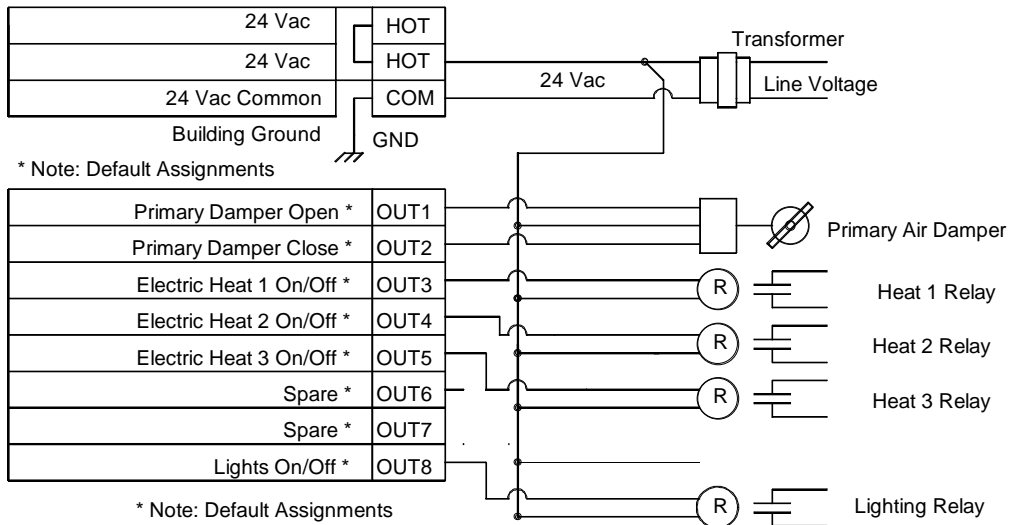 24 Vac HOT
24 Vac HOT
24 Vac Common COM
Building Ground GND
* Note: Default Assignments
24 Vac
Transformer
Line Voltage
Primary Damper Open * OUT1
Primary Damper Close * OUT2
Electric Heat 1 On/Off * OUT3
Electric Heat 2 On/Off * OUT4
Electric Heat 3 On/Off * OUT5
Spare * OUT6
Spare * OUT7
Lights On/Off * OUT8
* Note: Default Assignments
Primary Air Damper
R Heat 1 Relay
R Heat 2 Relay
R Heat 3 Relay
R Lighting Relay